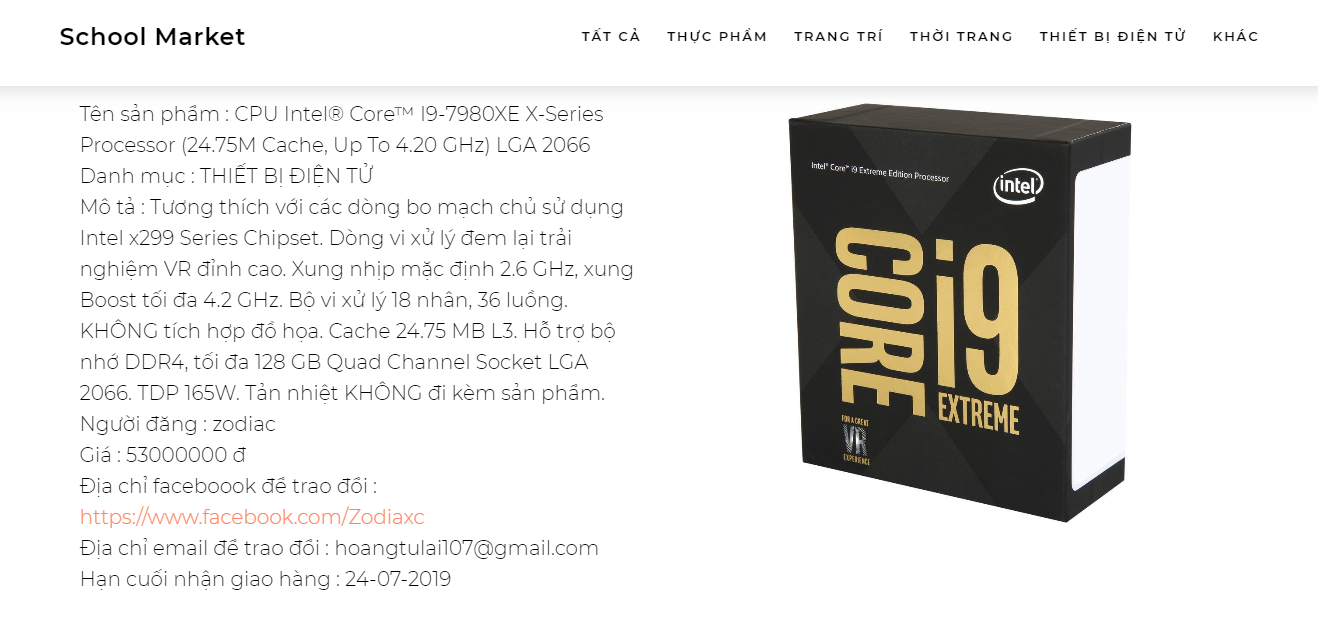 School Market
TẤT CẢ
THỰC PHẨM
TRANG TRÍ
THỜI TRANG
THIẾT BỊ ĐIỆN TỬ
KHÁC
Tên sản phẩm : CPU Intel® Core™ I9-7980XE X-Series
Processor (24.75M Cache, Up To 4.20 GHz) LGA 2066
Danh mục : THIẾT BỊ ĐIỆN TỬ
Mô tả : Tương thích với các dòng bo mạch chủ sử dụng
Intel x299 Series Chipset. Dòng vi xử lý đem lại trải
nghiệm VR đỉnh cao. Xung nhịp mặc định 2.6 GHz, xung
Boost tối đa 4.2 GHz. Bộ vi xử lý 18 nhân, 36 luồng.
KHÔNG tích hợp đồ họa. Cache 24.75 MB L3. Hỗ trợ bộ
nhớ DDR4, tối đa 128 GB Quad Channel Socket LGA
2066. TDP 165W. Tản nhiệt KHÔNG đi kèm sản phẩm.
Người đăng : zodiac
Giá : 53000000 đ
Địa chỉ faceboook để trao đổi :
https://www.facebook.com/Zodiaxc
Địa chỉ email để trao đổi : hoangtulai107@gmail.com
Hạn cuối nhận giao hàng : 24-07-2019
Intel® Core™ i9 Extreme Edition Processor
intel
CORE
i9
EXTREME
FOR A GREAT
VR
EXPERIENCE